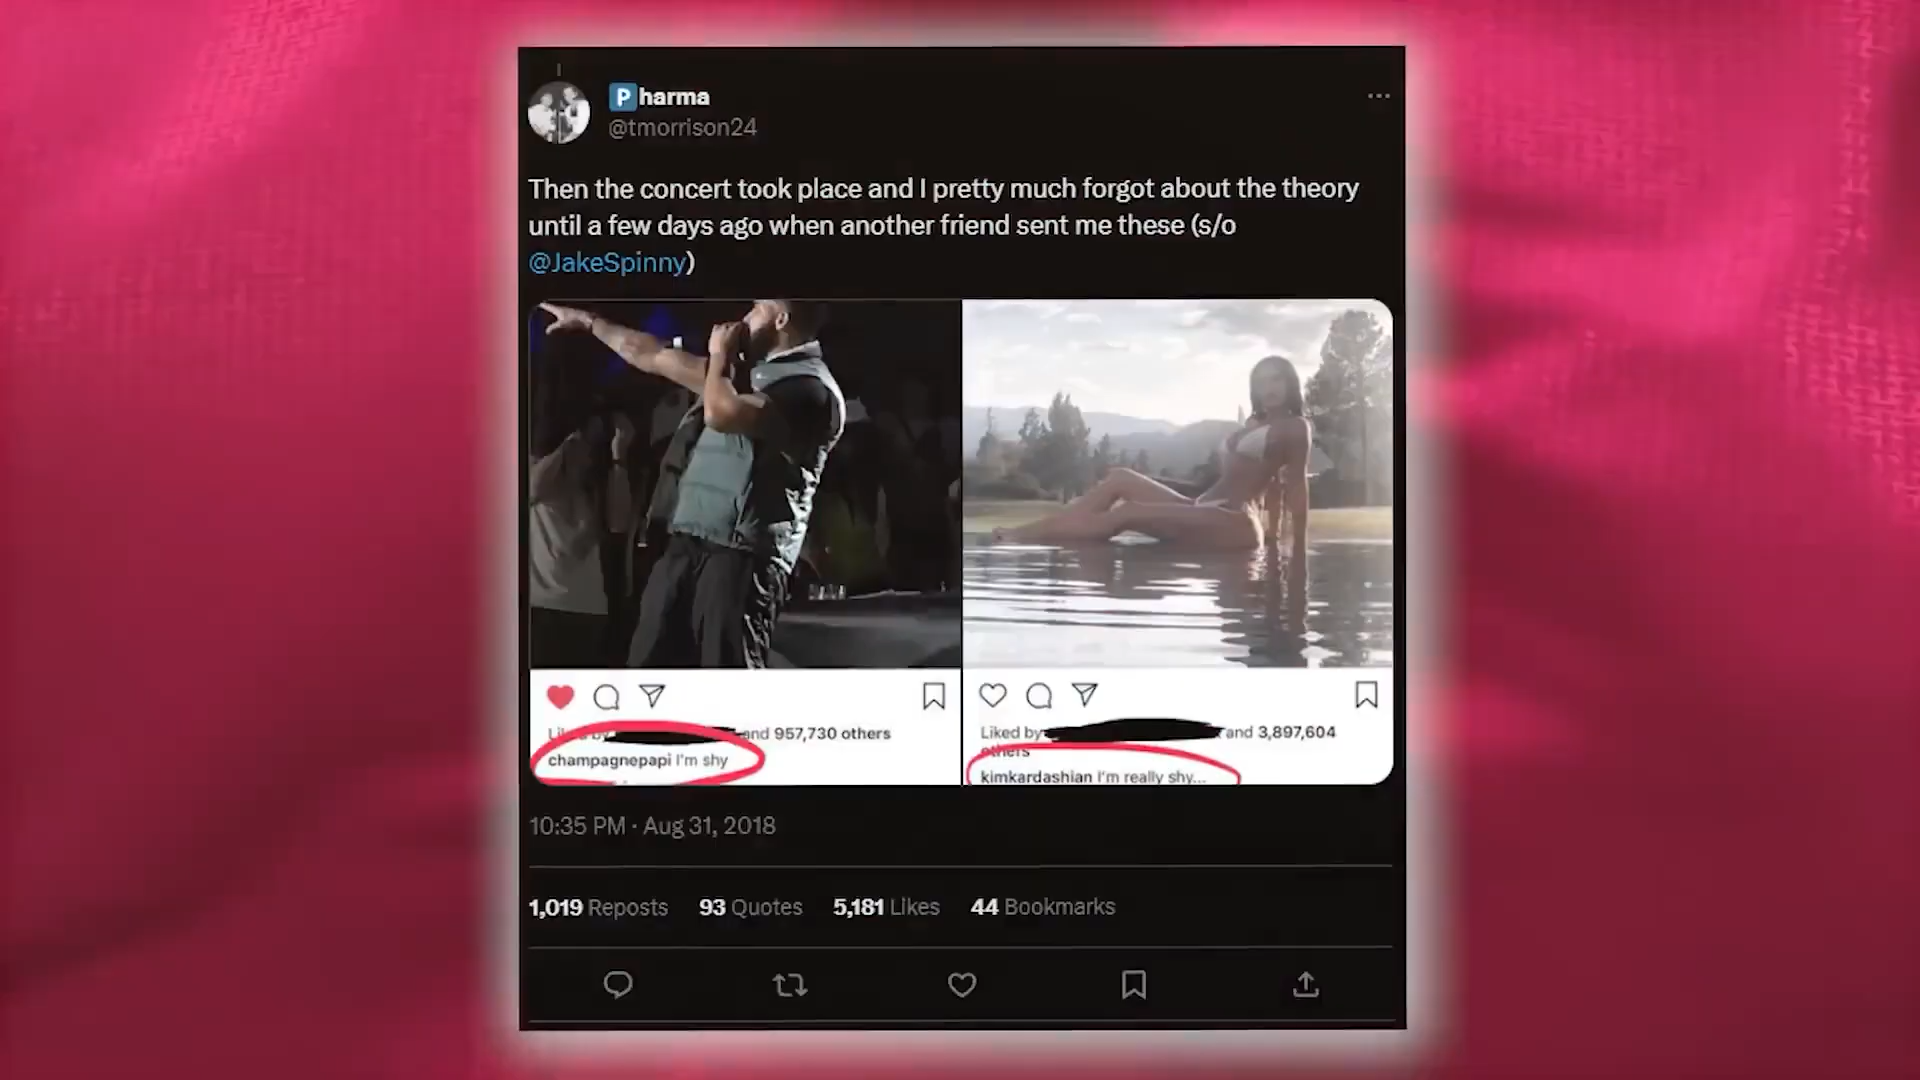 🅿harma
@tmorrison24
Then the concert took place and I pretty much forgot about the theory
until a few days ago when another friend sent me these (s/o
@JakeSpinny)
Liked by and 957,730 others
champagnepapi I'm shy
Liked by and 3,897,604
others
kimkardashian I'm really shy...
10:35 PM · Aug 31, 2018
1,019 Reposts 93 Quotes 5,181 Likes 44 Bookmarks